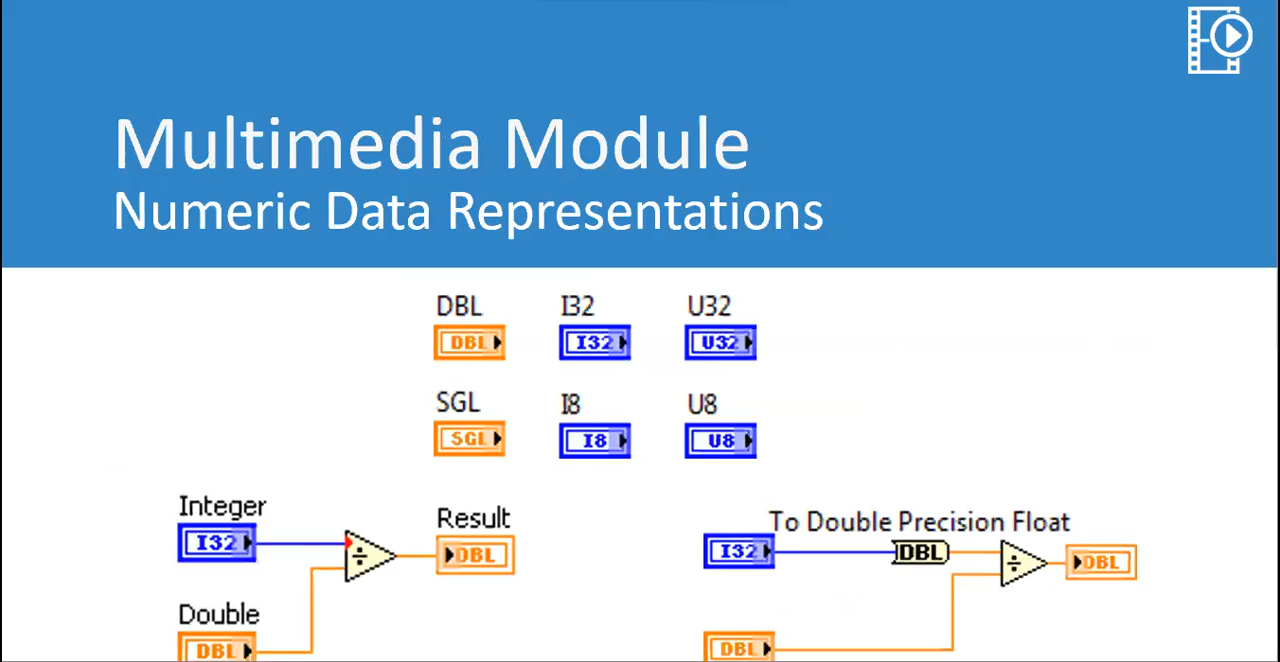 Multimedia Module
Numeric Data Representations
DBL I32 U32
DBL I32 U32
SGL I8 U8
SGL I8 U8
Integer
I32
Result
DBL
Double
DBL
To Double Precision Float
I32 DBL
DBL
DBL